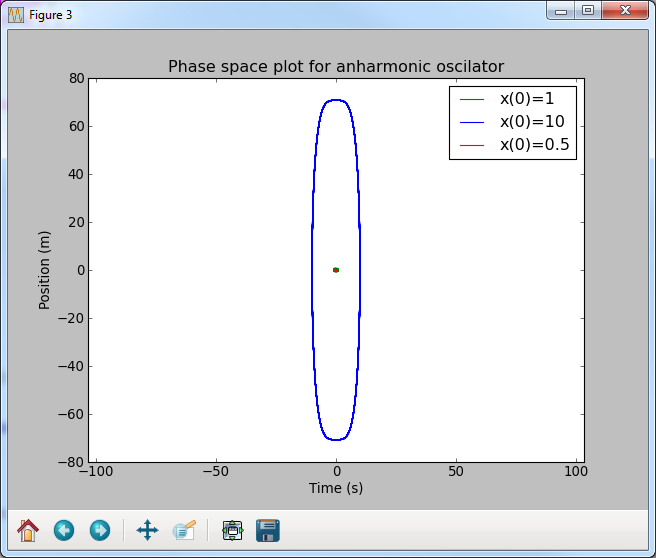 Figure 3
Phase space plot for anharmonic oscilator
x(0)=1
x(0)=10
x(0)=0.5
80
60
40
20
0
−20
−40
−60
−80
Position (m)
−100
−50
0
50
100
Time (s)